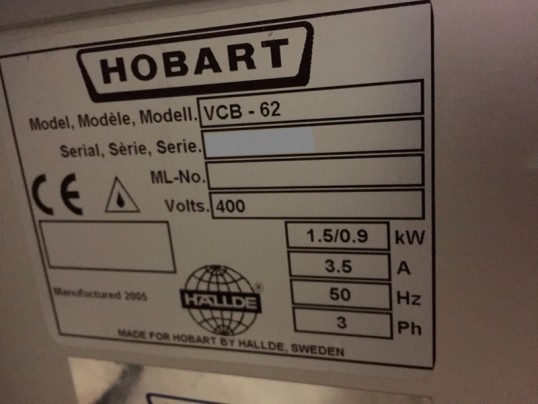 HOBART
Model, Modèle, Modell. VCB - 62
Serial, Sèrie, Serie.
ML-No.
Volts. 400
CE
1.5/0.9 kW
3.5 A
50 Hz
3 Ph
Manufactured 2005
HALLDE ®
MADE FOR HOBART BY HALLDE, SWEDEN